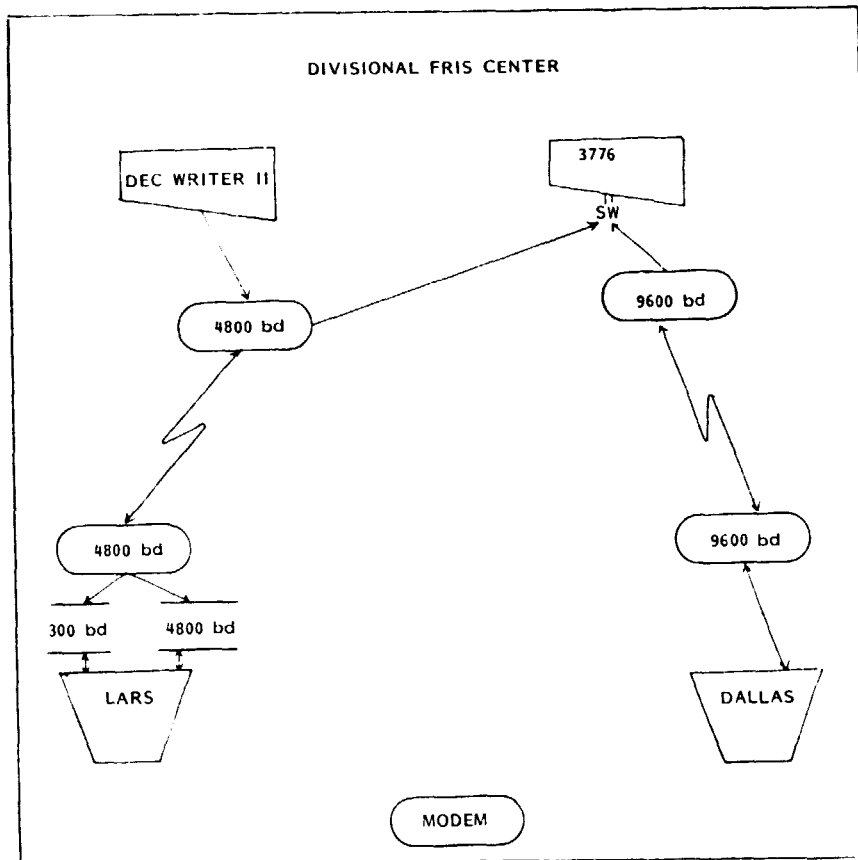 DIVISIONAL FRIS CENTER
DEC WRITER II
3776
SW
4800 bd
9600 bd
4800 bd
9600 bd
300 bd
4800 bd
LARS
DALLAS
MODEM